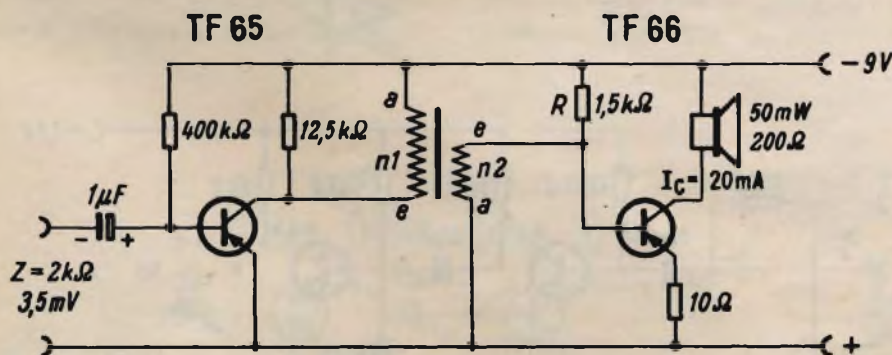 TF 65
TF 66
- 9V
a
400kΩ
12,5kΩ
n1
n2
e
e
a
R
1,5kΩ
50mW
200Ω
I_C = 20mA
1µF
- +
Z = 2kΩ
3,5mV
10Ω
+